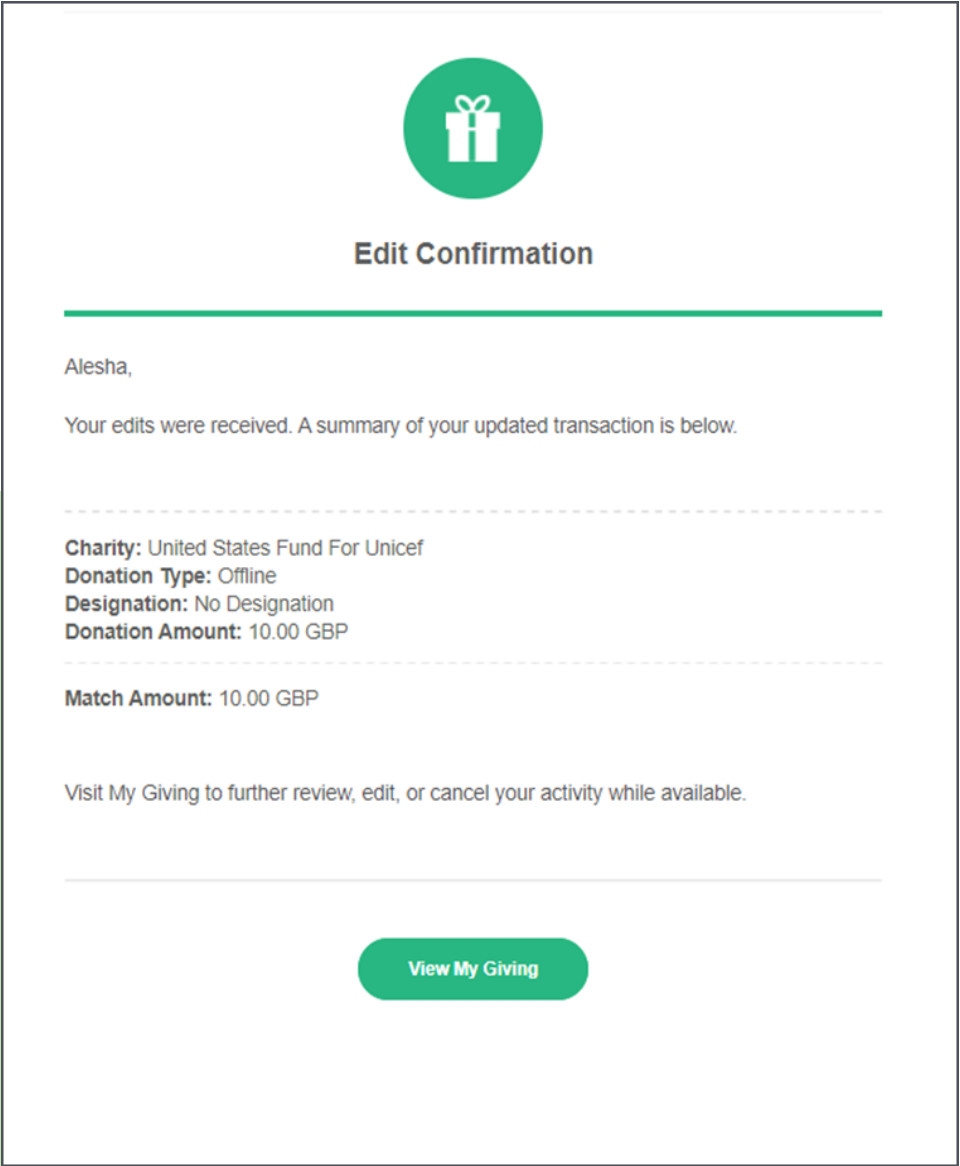 Edit Confirmation
Alesha,
Your edits were received. A summary of your updated transaction is below.
Charity: United States Fund For Unicef
Donation Type: Offline
Designation: No Designation
Donation Amount: 10.00 GBP
Match Amount: 10.00 GBP
Visit My Giving to further review, edit, or cancel your activity while available.
View My Giving